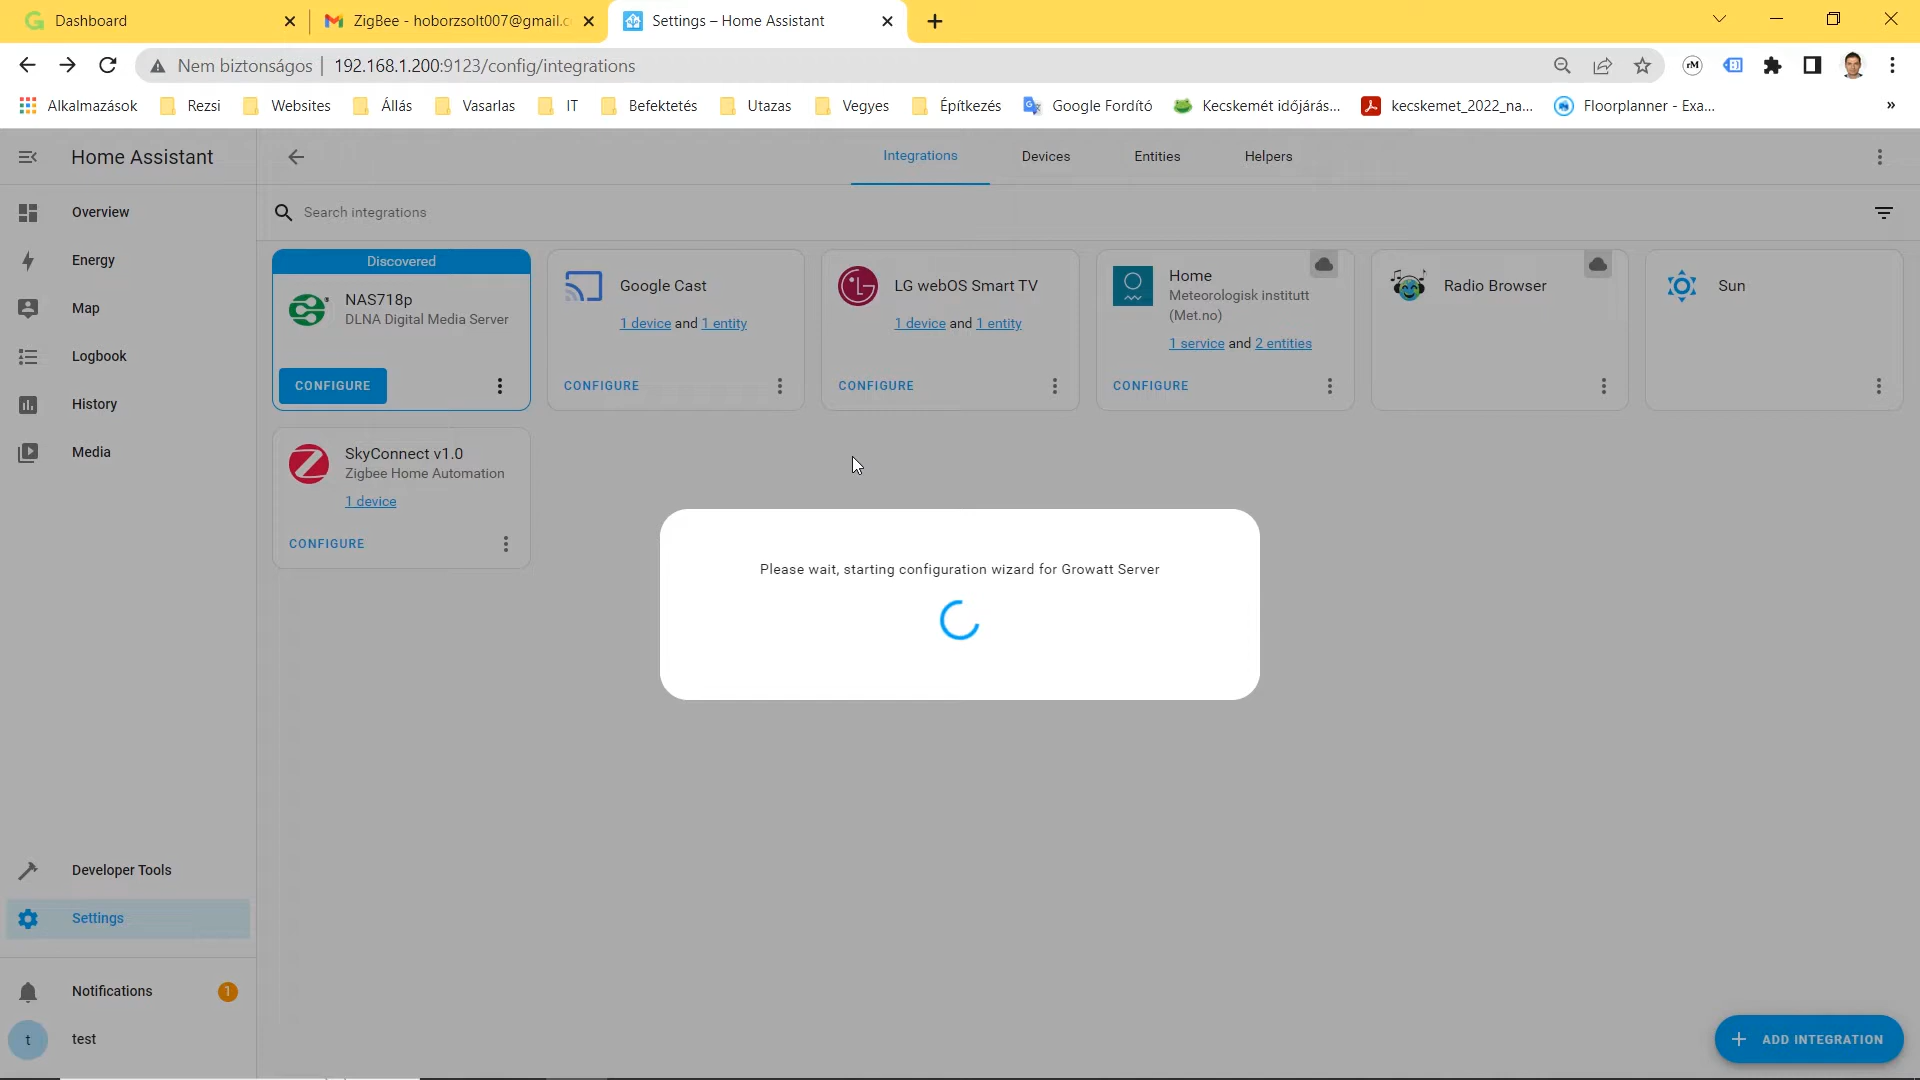 Dashboard
ZigBee - hoborzsolt007@gmail.c
Settings – Home Assistant
Nem biztonságos | 192.168.1.200:9123/config/integrations
Alkalmazások
Rezsi
Websites
Állás
Vasarlas
IT
Befektetés
Utazas
Vegyes
Építkezés
Google Fordító
Kecskemét időjárás...
kecskemet_2022_na...
Floorplanner - Exa...
»
Home Assistant
Integrations
Devices
Entities
Helpers
Overview
Energy
Map
Logbook
History
Media
Developer Tools
Settings
Notifications
1
t
test
Search integrations
Discovered
NAS718p
DLNA Digital Media Server
CONFIGURE
Google Cast
1 device and 1 entity
CONFIGURE
LG webOS Smart TV
1 device and 1 entity
CONFIGURE
Home
Meteorologisk institutt
(Met.no)
1 service and 2 entities
CONFIGURE
Radio Browser
Sun
SkyConnect v1.0
Zigbee Home Automation
1 device
CONFIGURE
Please wait, starting configuration wizard for Growatt Server
ADD INTEGRATION